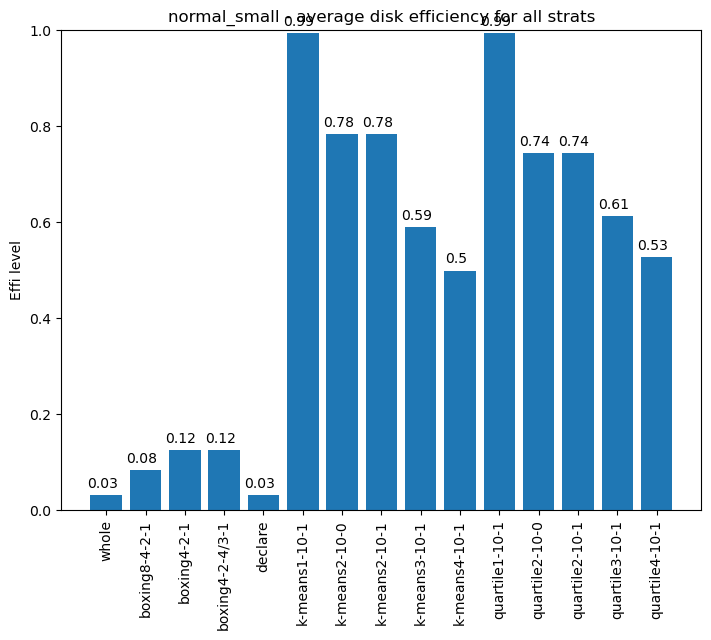 normal_small - average disk efficiency for all strats
Effi level
1.0
0.8
0.6
0.4
0.2
0.0
0.03
0.08
0.12
0.12
0.03
0.99
0.78
0.78
0.59
0.5
0.99
0.74
0.74
0.61
0.53
whole
boxing8-4-2-1
boxing4-2-1
boxing4-2-4/3-1
declare
k-means1-10-1
k-means2-10-0
k-means2-10-1
k-means3-10-1
k-means4-10-1
quartile1-10-1
quartile2-10-0
quartile2-10-1
quartile3-10-1
quartile4-10-1